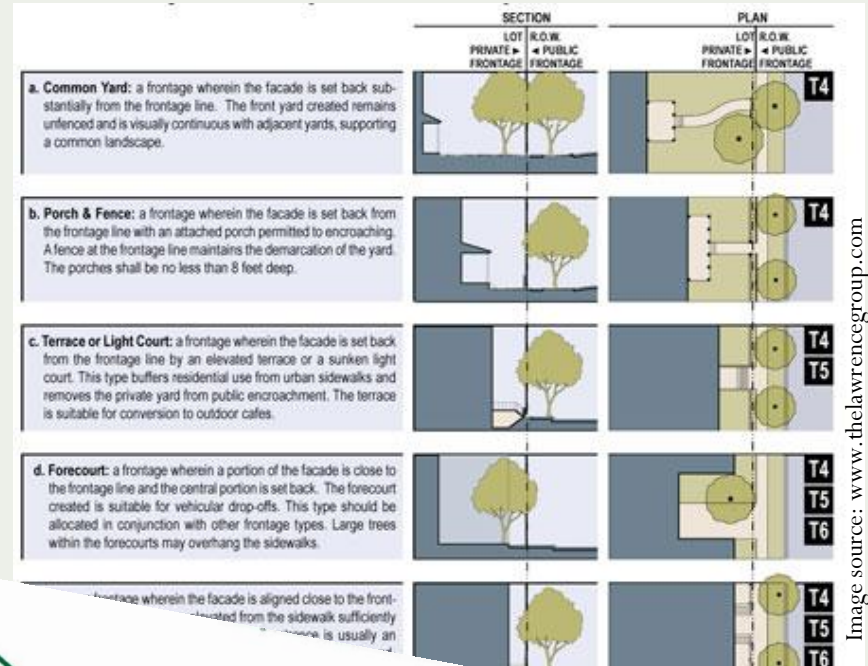 SECTION
PLAN
LOT R.O.W.
PRIVATE ► ◄ PUBLIC
FRONTAGE FRONTAGE
LOT R.O.W.
PRIVATE ► ◄ PUBLIC
FRONTAGE FRONTAGE
a. Common Yard: a frontage wherein the facade is set back sub-
stantially from the frontage line. The front yard created remains
unfenced and is visually continuous with adjacent yards, supporting
a common landscape.
T4
b. Porch & Fence: a frontage wherein the facade is set back from
the frontage line with an attached porch permitted to encroaching.
A fence at the frontage line maintains the demarcation of the yard.
The porches shall be no less than 8 feet deep.
T4
c. Terrace or Light Court: a frontage wherein the facade is set back
from the frontage line by an elevated terrace or a sunken light
court. This type buffers residential use from urban sidewalks and
removes the private yard from public encroachment. The terrace
is suitable for conversion to outdoor cafes.
T4
T5
d. Forecourt: a frontage wherein a portion of the facade is close to
the frontage line and the central portion is set back. The forecourt
created is suitable for vehicular drop-offs. This type should be
allocated in conjunction with other frontage types. Large trees
within the forecourts may overhang the sidewalks.
T4
T5
T6
frontage wherein the facade is aligned close to the front-
elevated from the sidewalk sufficiently
is usually an
T4
T5
T6
Image source: www.thelawrencegroup.com